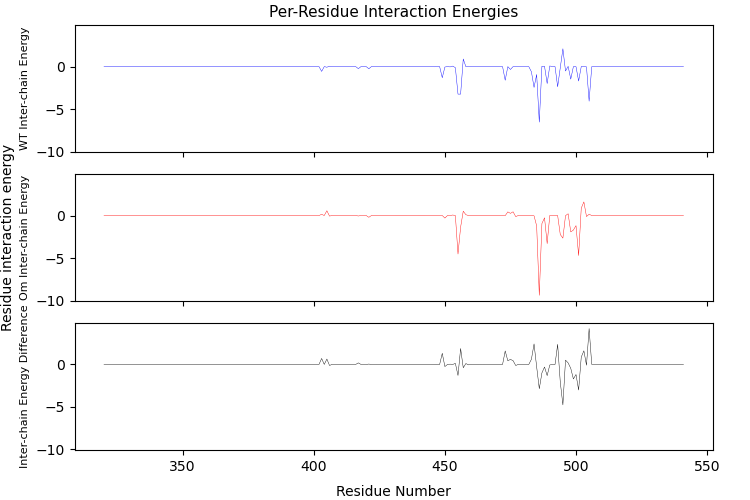 Per-Residue Interaction Energies
Residue interaction energy
WT Inter-chain Energy
0
−5
−10
Om Inter-chain Energy
0
−5
−10
Inter-chain Energy Difference
0
−5
−10
350
400
450
500
550
Residue Number